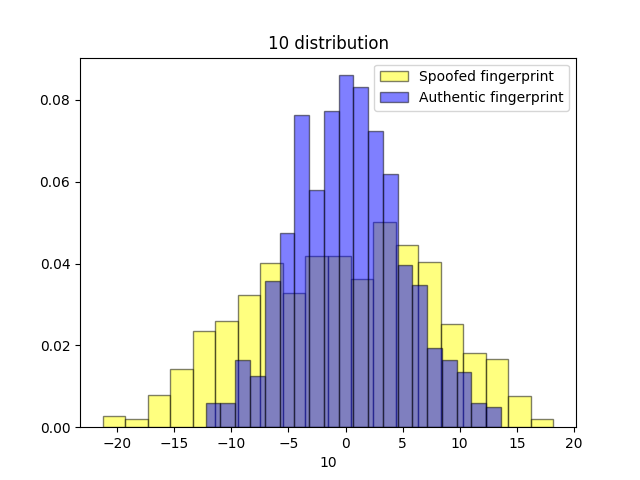 10 distribution
Spoofed fingerprint
Authentic fingerprint
0.08
0.06
0.04
0.02
0.00
−20 −15 −10 −5 0 5 10 15 20
10